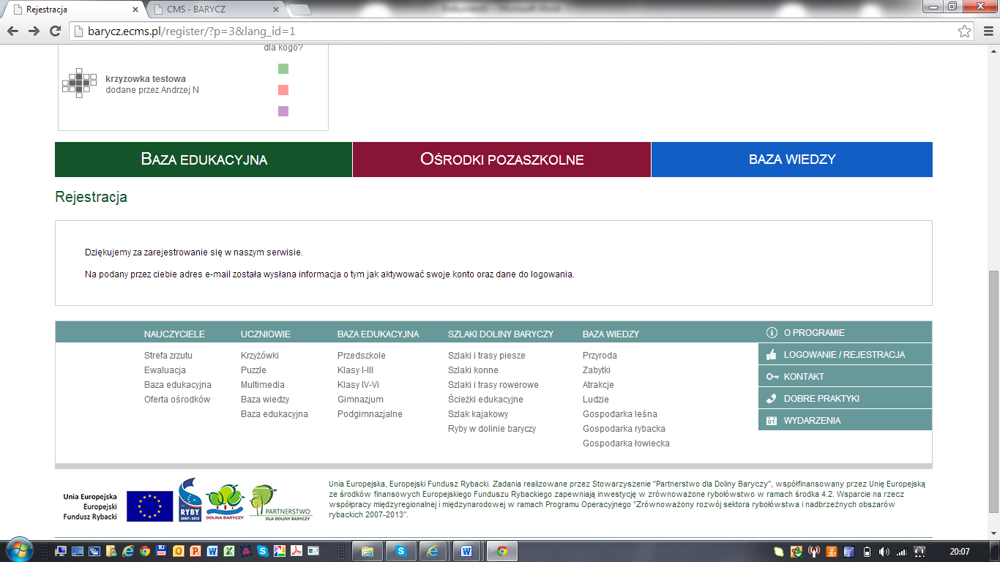 Rejestracja
CMS - BARYCZ
barycz.ecms.pl/register/?p=3&lang_id=1
dla kogo?
krzyzowka testowa
dodane przez Andrzej N
BAZA EDUKACYJNA
OŚRODKI POZASZKOLNE
BAZA WIEDZY
Rejestracja
Dziękujemy za zarejestrowanie się w naszym serwisie.
Na podany przez ciebie adres e-mail została wysłana informacja o tym jak aktywować swoje konto oraz dane do logowania.
NAUCZYCIELE
Strefa zrzutu
Ewaluacja
Baza edukacyjna
Oferta ośrodków
UCZNIOWIE
Krzyżówki
Puzzle
Multimedia
Baza wiedzy
Baza edukacyjna
BAZA EDUKACYJNA
Przedszkole
Klasy I-III
Klasy IV-Vi
Gimnazjum
Podgimnazjalne
SZLAKI DOLINY BARYCZY
Szlaki i trasy piesze
Szlaki konne
Szlaki i trasy rowerowe
Ścieżki edukacyjne
Szlak kajakowy
Ryby w dolinie baryczy
BAZA WIEDZY
Przyroda
Zabytki
Atrakcje
Ludzie
Gospodarka leśna
Gospodarka rybacka
Gospodarka łowiecka
O PROGRAMIE
LOGOWANIE / REJESTRACJA
KONTAKT
DOBRE PRAKTYKI
WYDARZENIA
Unia Europejska
Europejski
Fundusz Rybacki
RYBY
2007-2013
DOLINA BARYCZY
PARTNERSTWO
DLA DOLINY BARYCZY
Unia Europejska, Europejski Fundusz Rybacki. Zadania realizowane przez Stowarzyszenie "Partnerstwo dla Doliny Baryczy", współfinansowany przez Unię Europejską
ze środków finansowych Europejskiego Funduszu Rybackiego zapewniają inwestycję w zrównoważone rybołówstwo w ramach środka 4.2. Wsparcie na rzecz
współpracy międzyregionalnej i międzynarodowej w ramach Programu Operacyjnego "Zrównoważony rozwój sektora rybołówstwa i nadbrzeżnych obszarów
rybackich 2007-2013".
20:07